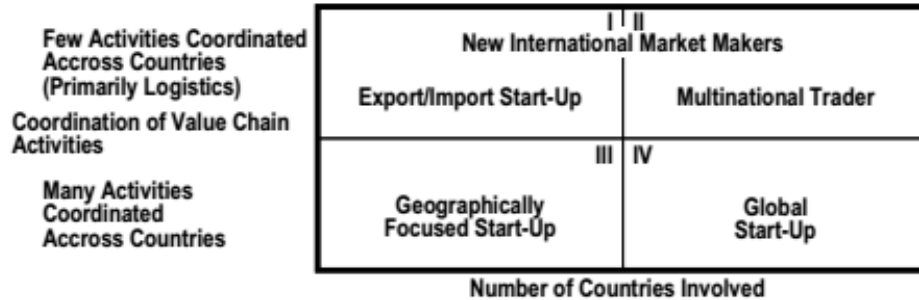 Few Activities Coordinated
Accross Countries
(Primarily Logistics)
Coordination of Value Chain
Activities
Many Activities
Coordinated
Accross Countries
I II
New International Market Makers
Export/Import Start-Up
Multinational Trader
III IV
Geographically
Focused Start-Up
Global
Start-Up
Number of Countries Involved